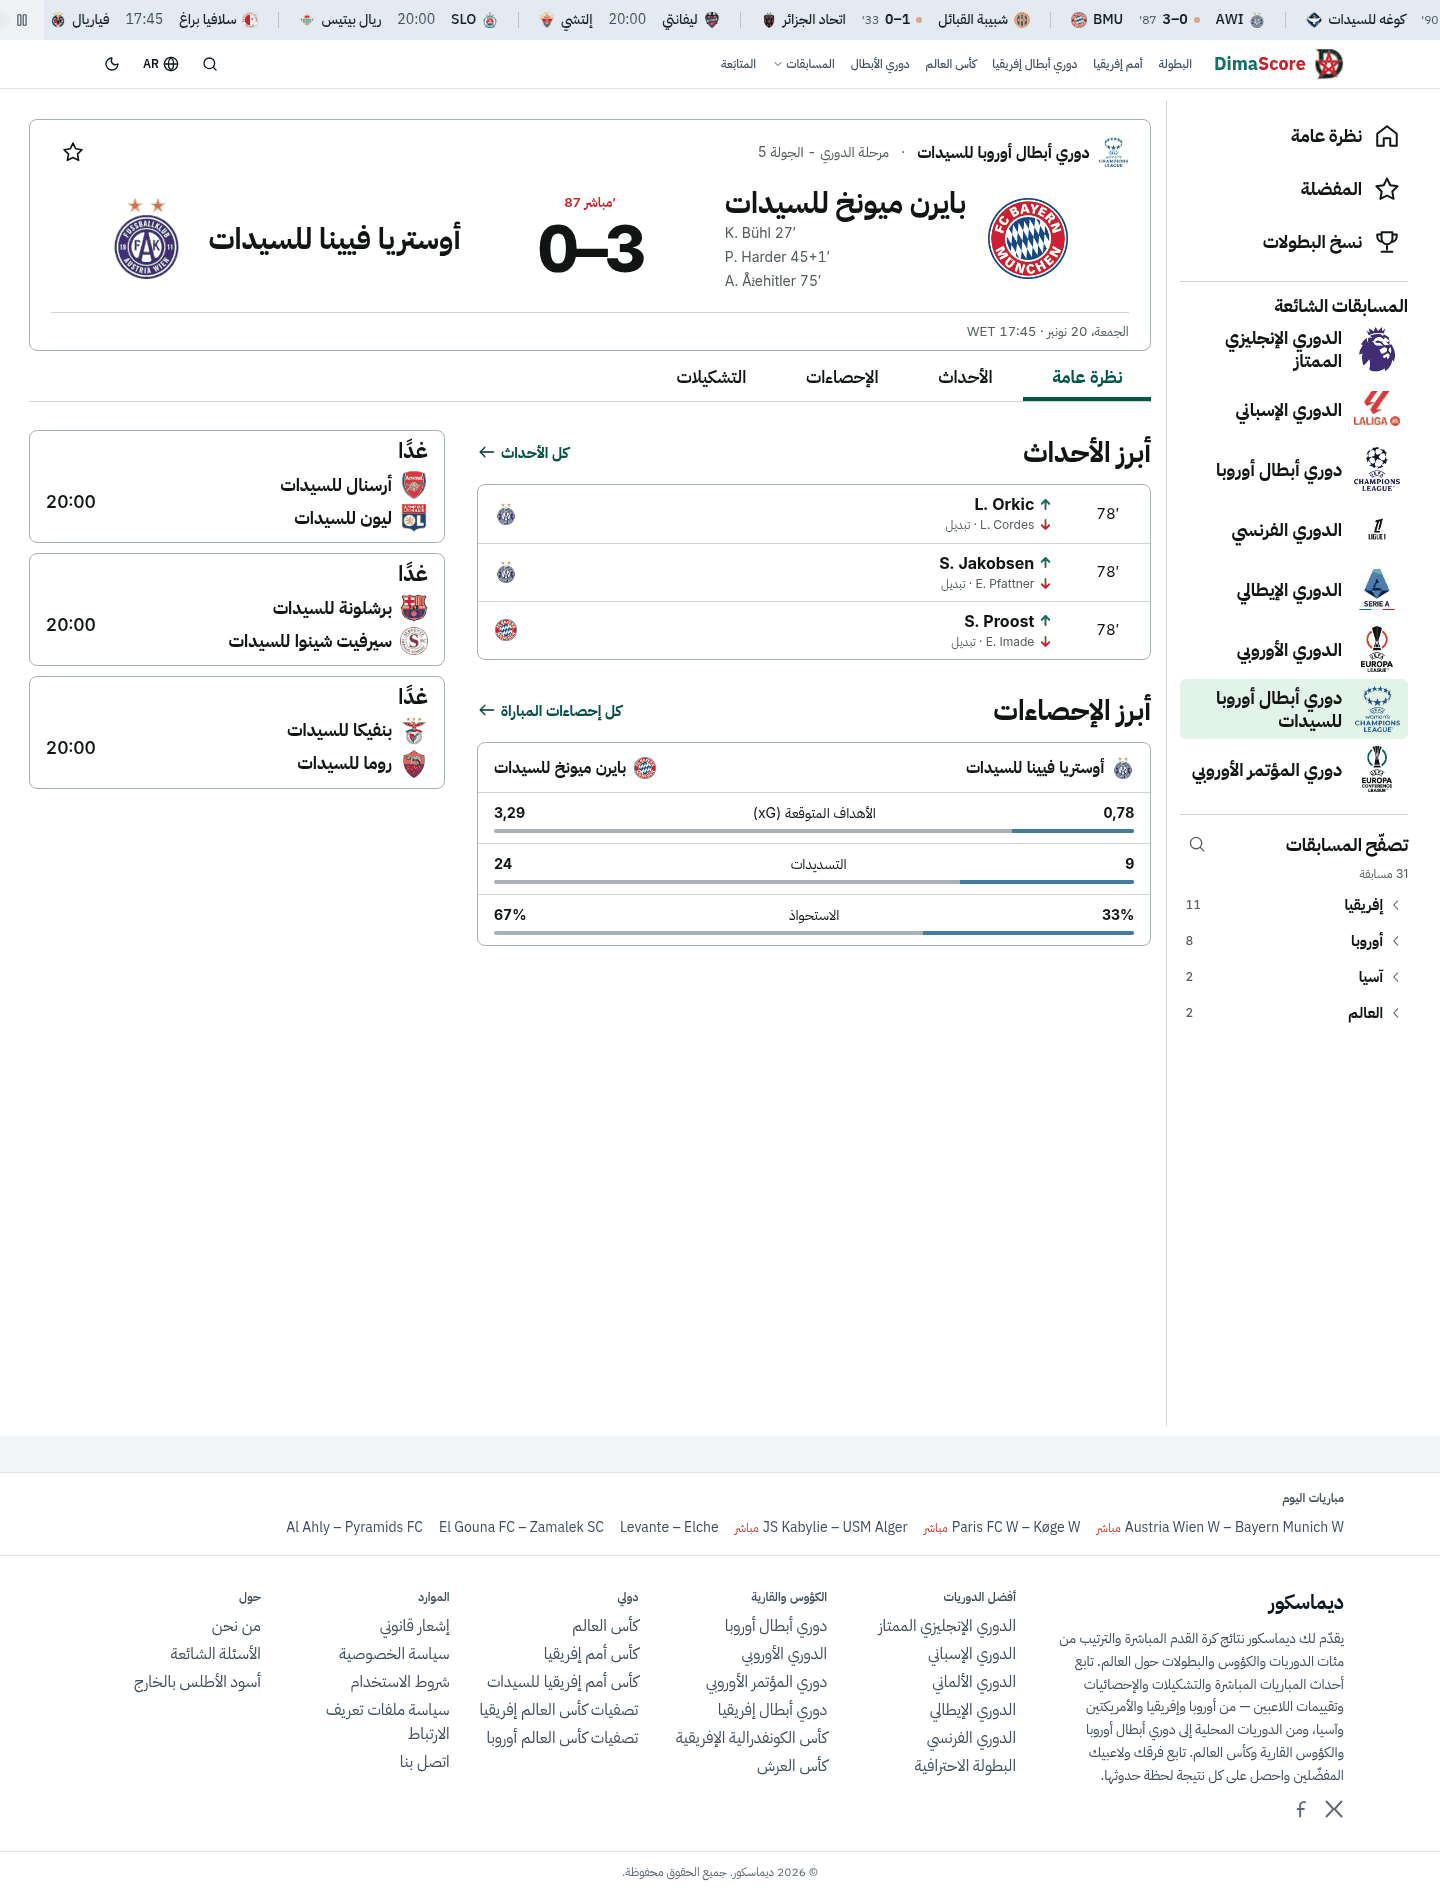 90'
كوغه للسيدات
AWI
3–0
87'
BMU
شبيبة القبائل
0–1
33'
اتحاد الجزائر
ليفانتي
20:00
إلتشي
SLO
20:00
ريال بيتيس
سلافيا براغ
17:45
فياريال
DimaScore
البطولة
أمم إفريقيا
دوري أبطال إفريقيا
كأس العالم
دوري الأبطال
المسابقات
المتابَعة
AR
نظرة عامة
المفضلة
نسخ البطولات
المسابقات الشائعة
الدوري الإنجليزي
الممتاز
الدوري الإسباني
دوري أبطال أوروبا
الدوري الفرنسي
الدوري الإيطالي
الدوري الأوروبي
دوري أبطال أوروبا
للسيدات
دوري المؤتمر الأوروبي
تصفّح المسابقات
31 مسابقة
إفريقيا
11
أوروبا
8
آسيا
2
العالم
2
دوري أبطال أوروبا للسيدات · مرحلة الدوري - الجولة 5
بايرن ميونخ للسيدات
K. Bühl 27′
P. Harder 45+1′
مباشر 87′
0–3
أوستريا فيينا للسيدات
الجمعة، 20 نونبر · 17:45 WET
نظرة عامة
الأحداث
الإحصاءات
التشكيلات
أبرز الأحداث
كل الأحداث
78′
L. Orkic
L. Cordes · تبديل
78′
S. Jakobsen
E. Pfattner · تبديل
78′
S. Proost
E. Imade · تبديل
أبرز الإحصاءات
كل إحصاءات المباراة
أوستريا فيينا للسيدات
بايرن ميونخ للسيدات
0,78
الأهداف المتوقعة (xG)
3,29
9
التسديدات
24
33%
الاستحواذ
67%
غدًا
أرسنال للسيدات
ليون للسيدات
20:00
غدًا
برشلونة للسيدات
سيرفيت شينوا للسيدات
20:00
غدًا
بنفيكا للسيدات
روما للسيدات
20:00
مباريات اليوم
Austria Wien W – Bayern Munich W مباشر
Paris FC W – Køge W مباشر
JS Kabylie – USM Alger مباشر
Levante – Elche
El Gouna FC – Zamalek SC
Al Ahly – Pyramids FC
ديماسكور
يقدّم لك ديماسكور نتائج كرة القدم المباشرة والترتيب من
مئات الدوريات والكؤوس والبطولات حول العالم. تابع
أحداث المباريات المباشرة والتشكيلات والإحصائيات
وتقييمات اللاعبين — من أوروبا وإفريقيا والأمريكتين
وآسيا، ومن الدوريات المحلية إلى دوري أبطال أوروبا
والكؤوس القارية وكأس العالم. تابع فرقك ولاعبيك
المفضّلين واحصل على كل نتيجة لحظة حدوثها.
أفضل الدوريات
الدوري الإنجليزي الممتاز
الدوري الإسباني
الدوري الألماني
الدوري الإيطالي
الدوري الفرنسي
البطولة الاحترافية
الكؤوس والقارية
دوري أبطال أوروبا
الدوري الأوروبي
دوري المؤتمر الأوروبي
دوري أبطال إفريقيا
كأس الكونفدرالية الإفريقية
كأس العرش
دولي
كأس العالم
كأس أمم إفريقيا
كأس أمم إفريقيا للسيدات
تصفيات كأس العالم إفريقيا
تصفيات كأس العالم أوروبا
الموارد
إشعار قانوني
سياسة الخصوصية
شروط الاستخدام
سياسة ملفات تعريف
الارتباط
اتصل بنا
حول
من نحن
الأسئلة الشائعة
أسود الأطلس بالخارج
© 2026 ديماسكور. جميع الحقوق محفوظة.